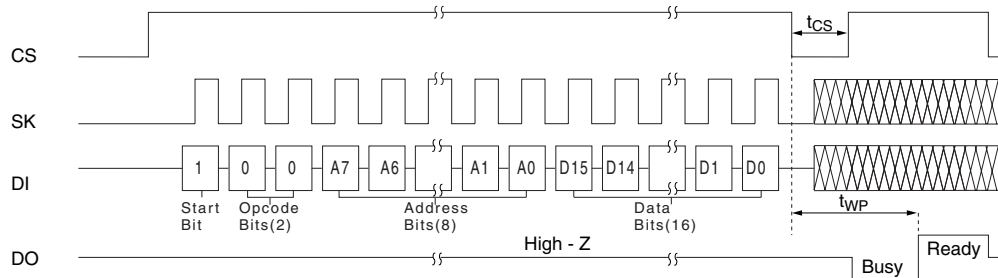 tCS
CS
SK
DI
1 0 0 A7 A6 A1 A0 D15 D14 D1 D0
Start Bit
Opcode Bits(2)
Address Bits(8)
Data Bits(16)
tWP
High - Z
Ready
DO
Busy